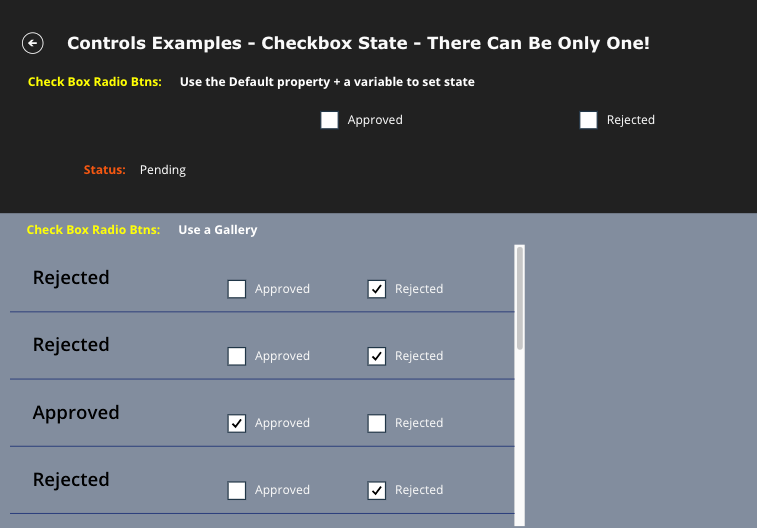 Controls Examples - Checkbox State - There Can Be Only One!
Check Box Radio Btns: Use the Default property + a variable to set state
Approved Rejected
Status: Pending
Check Box Radio Btns: Use a Gallery
Rejected Approved Rejected
Rejected Approved Rejected
Approved Approved Rejected
Rejected Approved Rejected